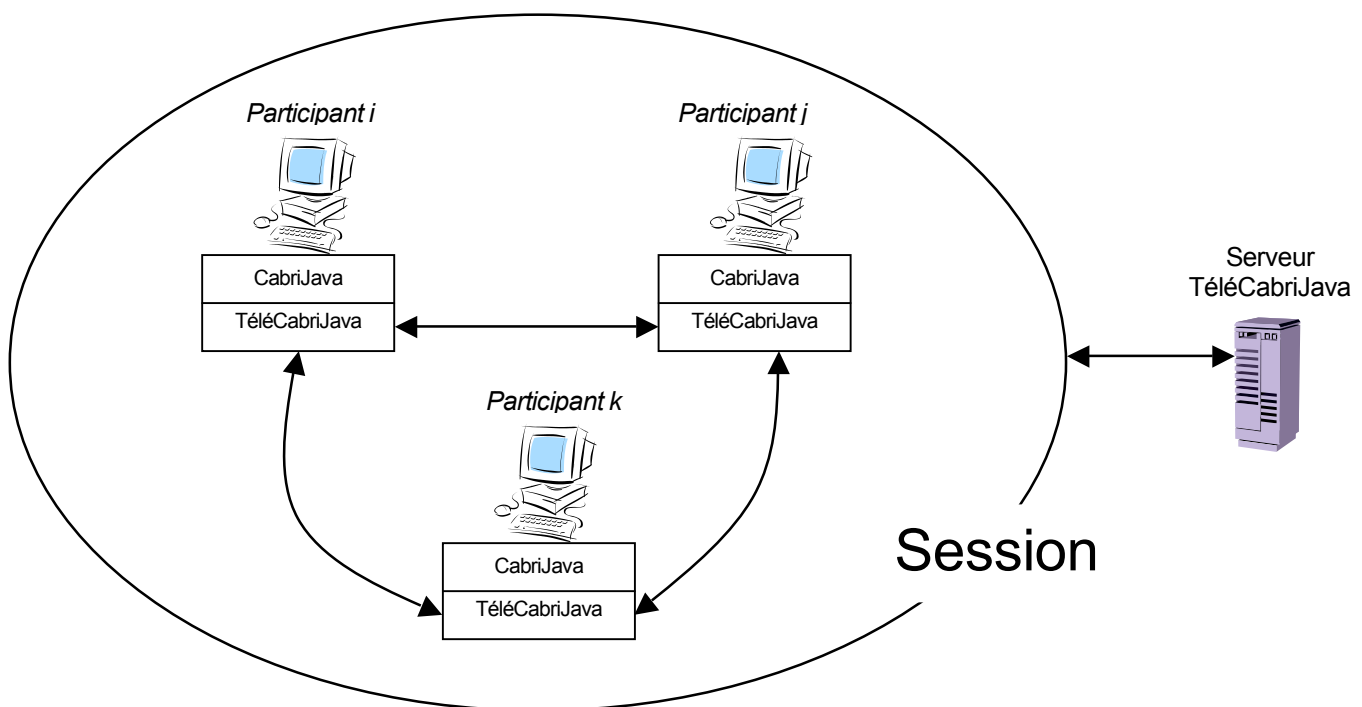 Participant i
Participant j
CabriJava
TéléCabriJava
CabriJava
TéléCabriJava
Serveur
TéléCabriJava
Participant k
CabriJava
TéléCabriJava
Session